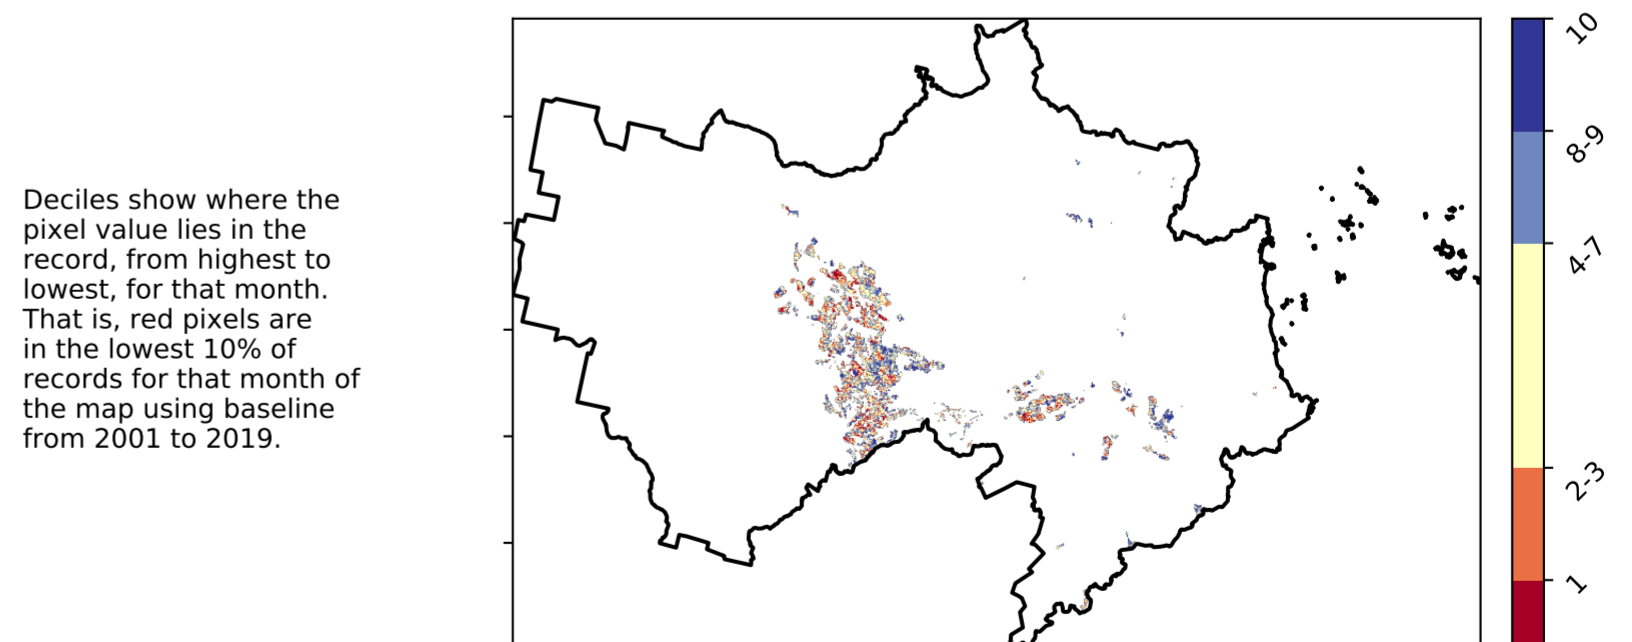 Deciles show where the
pixel value lies in the
record, from highest to
lowest, for that month.
That is, red pixels are
in the lowest 10% of
records for that month of
the map using baseline
from 2001 to 2019.
10
8-9
4-7
2-3
1